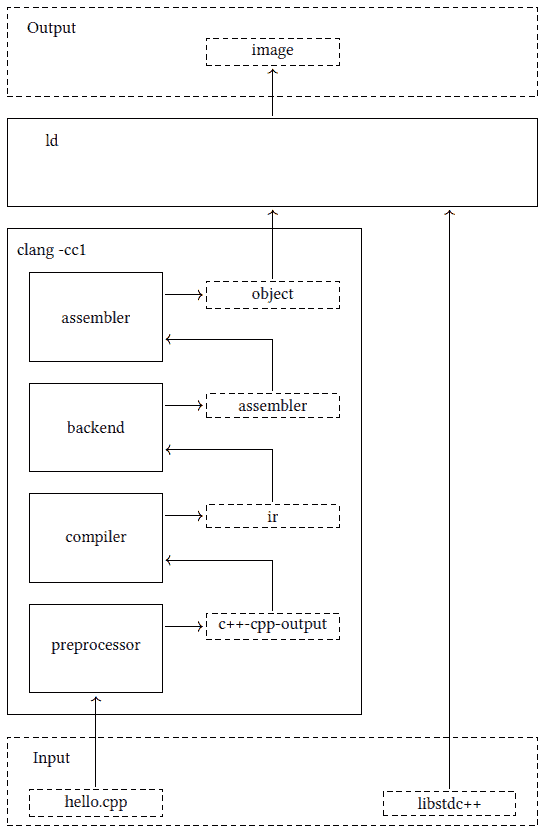 Output
image
ld
clang -cc1
object
assembler
assembler
backend
ir
compiler
c++-cpp-output
preprocessor
Input
hello.cpp
libstdc++